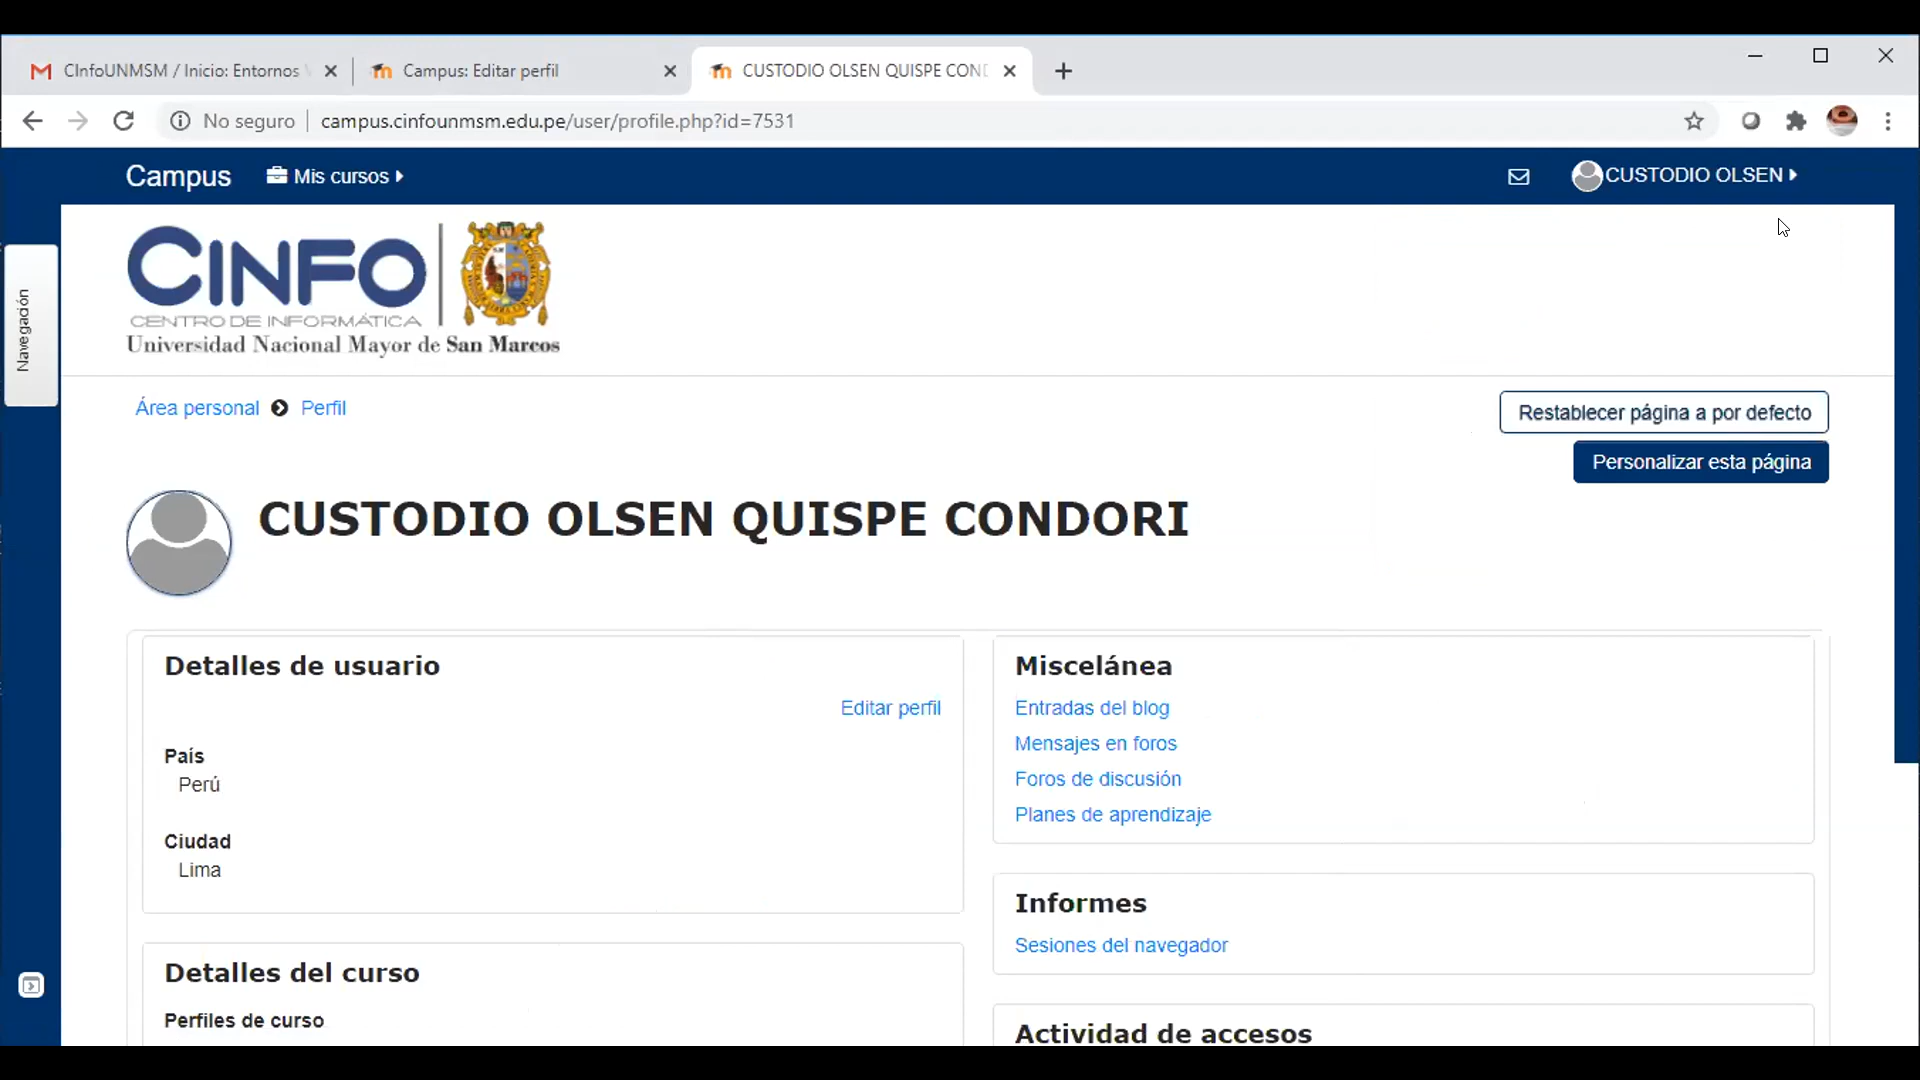 CInfoUNMSM / Inicio: Entornos
Campus: Editar perfil
CUSTODIO OLSEN QUISPE COND
No seguro
campus.cinfounmsm.edu.pe/user/profile.php?id=7531
Campus
Mis cursos
CUSTODIO OLSEN
Navegación
CINFO
CENTRO DE INFORMÁTICA
Universidad Nacional Mayor de San Marcos
Área personal
Perfil
Restablecer página a por defecto
Personalizar esta página
CUSTODIO OLSEN QUISPE CONDORI
Detalles de usuario
Editar perfil
País
Perú
Ciudad
Lima
Detalles del curso
Perfiles de curso
Miscelánea
Entradas del blog
Mensajes en foros
Foros de discusión
Planes de aprendizaje
Informes
Sesiones del navegador
Actividad de accesos